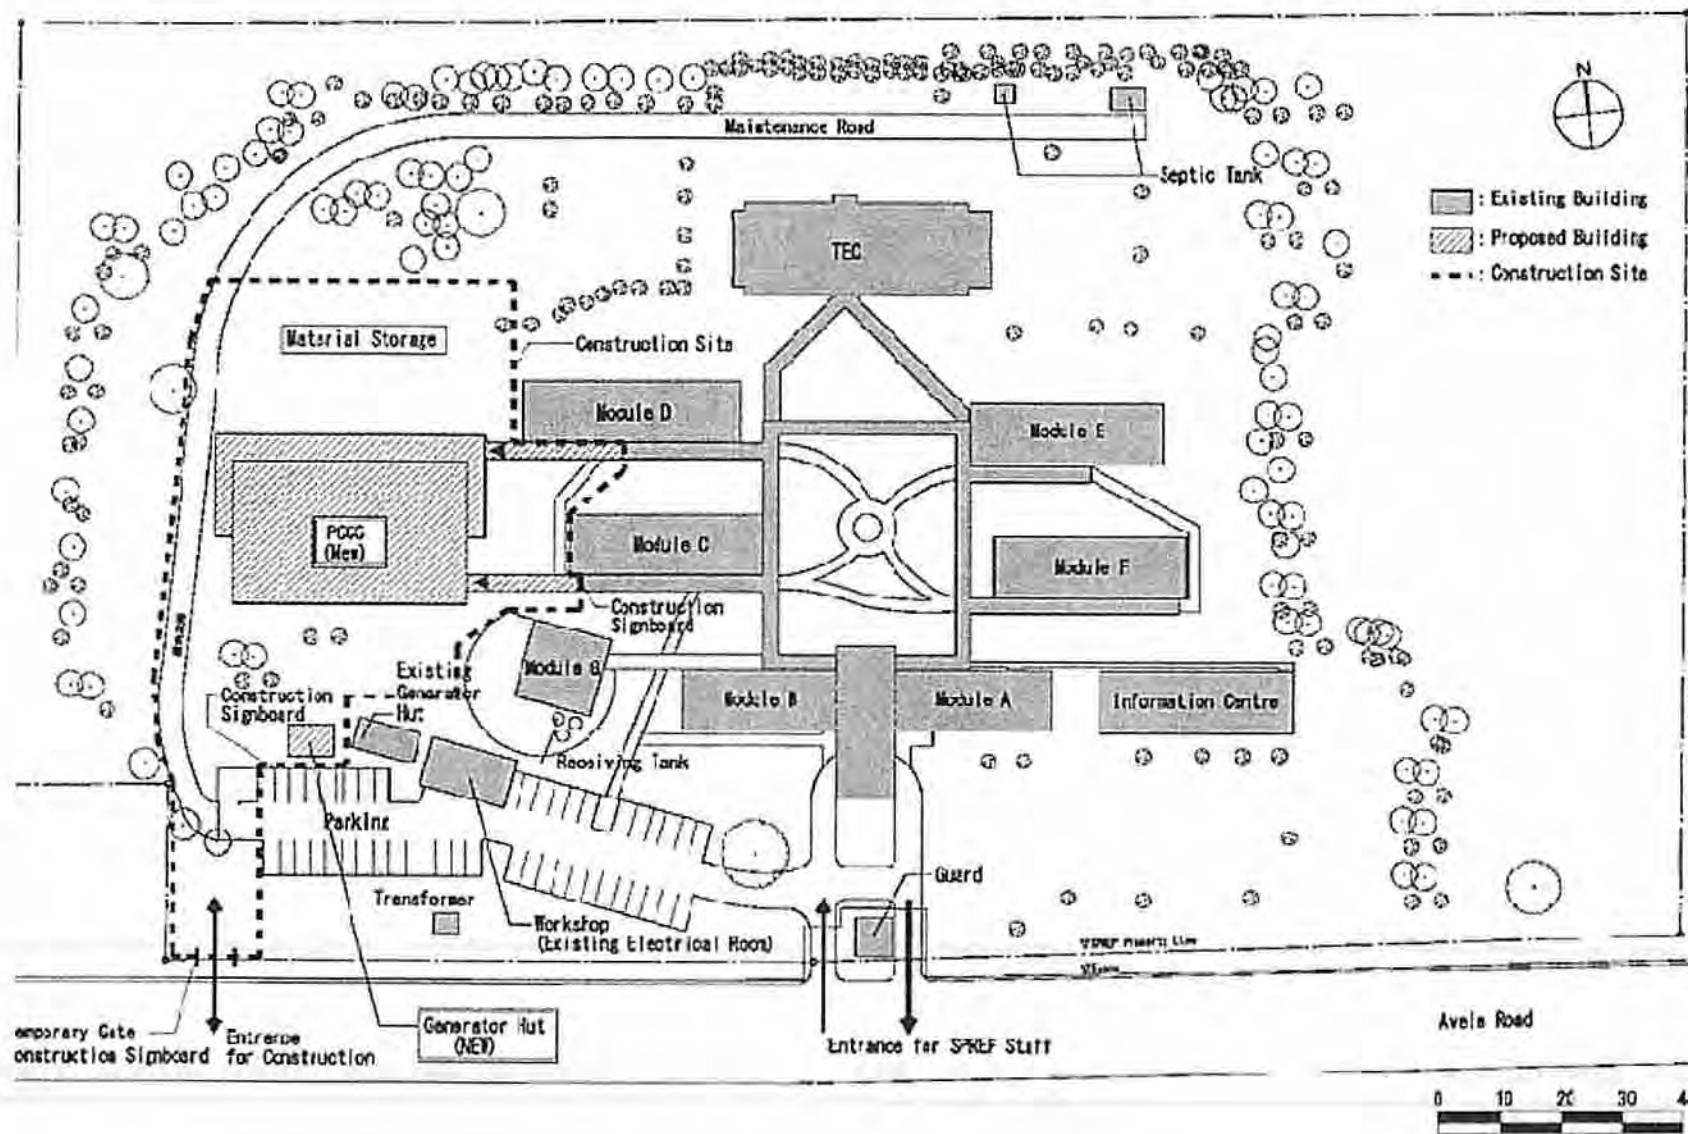 N
Maintenance Road
Septic Tank
: Existing Building
: Proposed Building
: Construction Site
TEC
Material Storage
Construction Site
Module D
Module E
PCCC
(New)
Module C
Module F
Construction
Signboard
Existing
Generator
Hut
Module G
Construction
Signboard
Module B
Module A
Information Centre
Receiving Tank
Parking
Transformer
Guard
Workshop
(Existing Electrical Room)
emporary Gate
onstruction Signboard
Entrance
for Construction
Generator Hut
(NEW)
Entrance for SPREP Staff
Avele Road
0 10 20 30 4